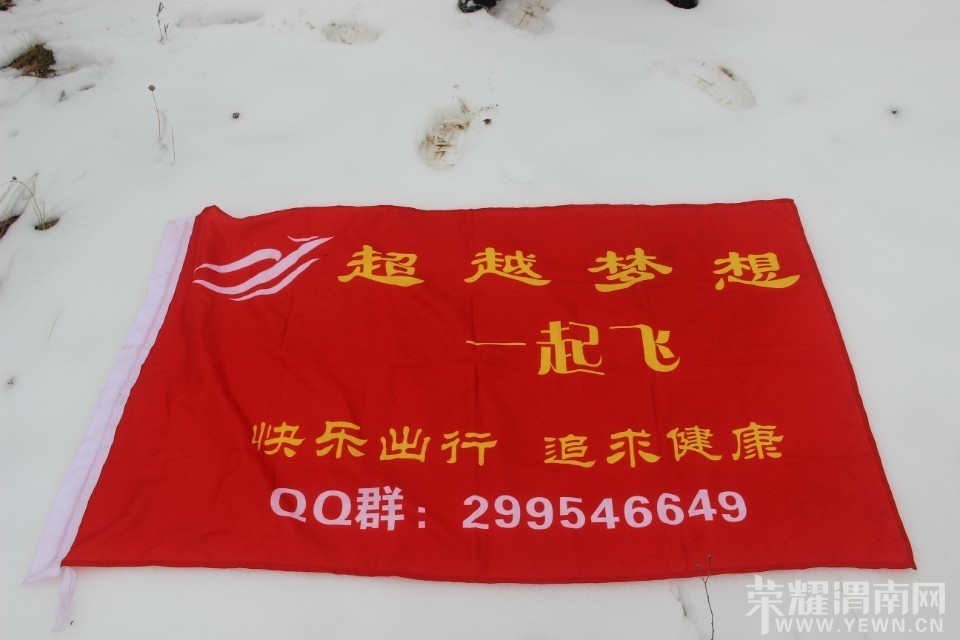 超越梦想
一起飞
快乐出行 追求健康
QQ群：299546649
荣耀渭南网
WWW.YEWN.CN